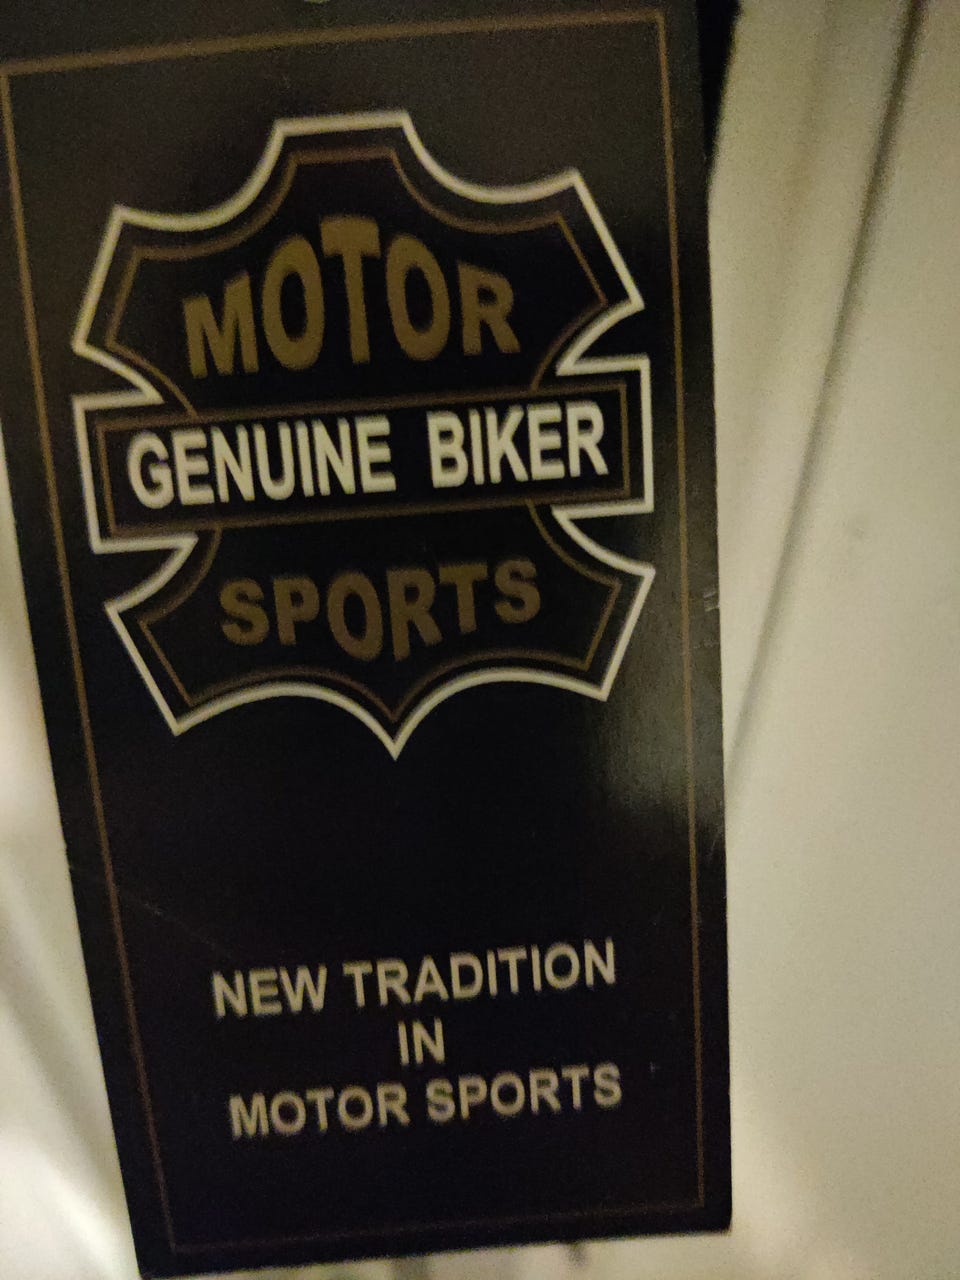 MOTOR
GENUINE BIKER
SPORTS
NEW TRADITION
IN
MOTOR SPORTS